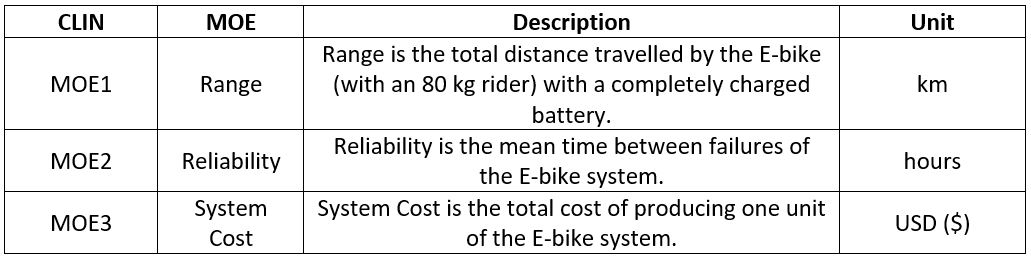 CLIN MOE Description Unit
MOE1 Range Range is the total distance travelled by the E-bike (with an 80 kg rider) with a completely charged battery. km
MOE2 Reliability Reliability is the mean time between failures of the E-bike system. hours
MOE3 System Cost System Cost is the total cost of producing one unit of the E-bike system. USD ($)